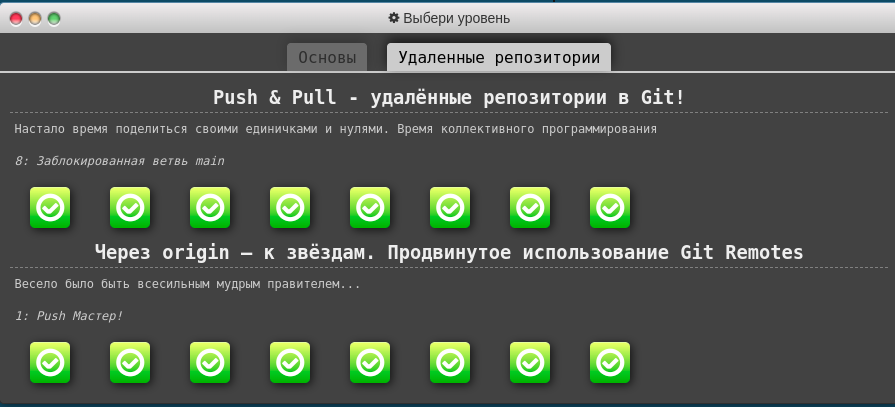 Выбери уровень
Основы Удаленные репозитории
Push & Pull - удалённые репозитории в Git!
Настало время поделиться своими единичками и нулями. Время коллективного программирования
8: Заблокированная ветвь main
Через origin – к звёздам. Продвинутое использование Git Remotes
Весело было быть всесильным мудрым правителем...
1: Push Мастер!